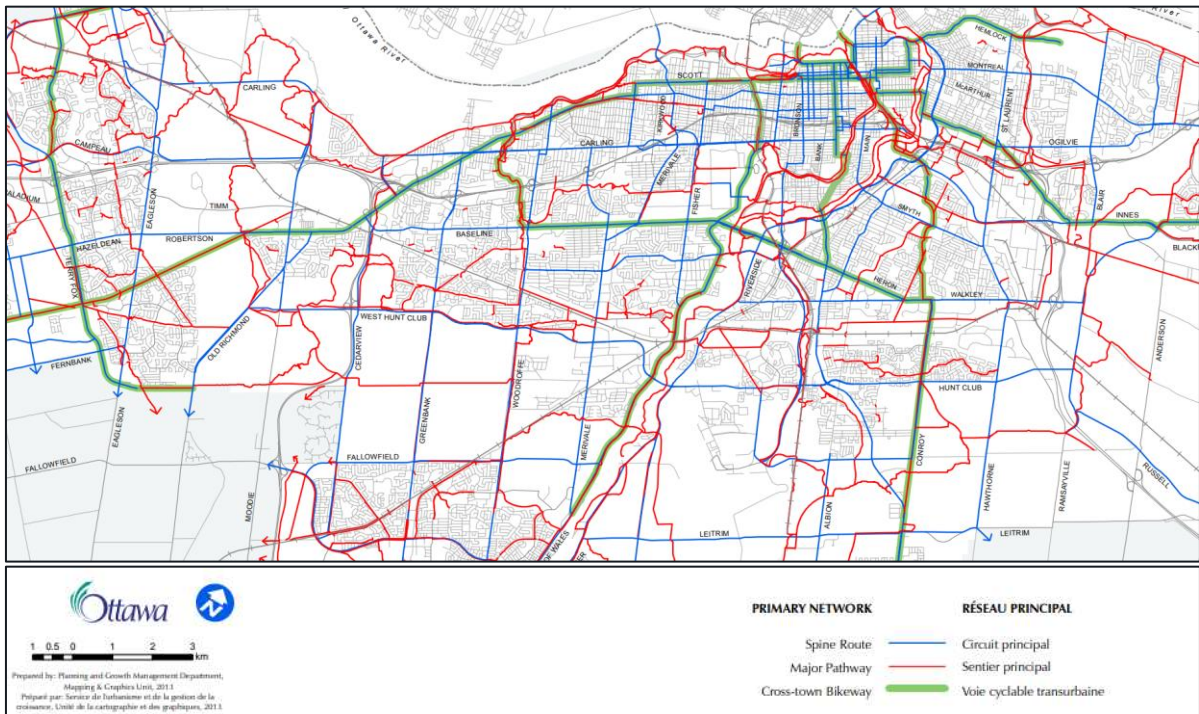 Ottawa River
River
HEMLOCK
MONTREAL
McARTHUR
ST. LAURENT
SCOTT
CARLING
KIRKWOOD
BRONSON
BANK
MAIN
OGILVIE
CAMPEAU
CARLING
MERIVALE
BLAIR
EAGLESON
TIMM
FISHER
SMYTH
INNES
HAZELDEAN
ROBERTSON
BASELINE
TERRY FOX
RIVERSIDE
HERON
WALKLEY
OLD RICHMOND
WEST HUNT CLUB
CEDARVIEW
ANDERSON
FERNBANK
WOODROFFE
HUNT CLUB
EAGLESON
GREENBANK
MERIVALE
CONROY
FALLOWFIELD
FALLOWFIELD
MOODIE
HAWTHORNE
RAMSAYVILLE
RUSSELL
ALBION
LEITRIM
LEITRIM
OF WALES
Ottawa
N
1 0.5 0 1 2 3
km
Prepared by: Planning and Growth Management Department,
Mapping & Graphics Unit, 2013
Préparé par: Service de l'urbanisme et de la gestion de la
croissance, Unité de la cartographie et des graphiques, 2013
PRIMARY NETWORK RÉSEAU PRINCIPAL
Spine Route Circuit principal
Major Pathway Sentier principal
Cross-town Bikeway Voie cyclable transurbaine